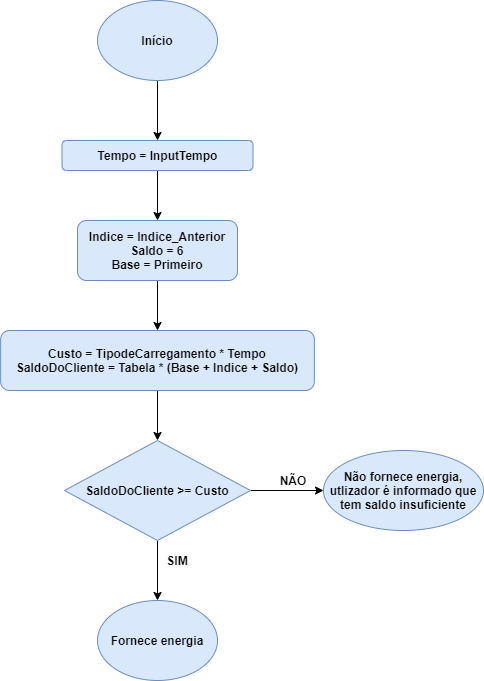 Início
Tempo = InputTempo
Indice = Indice_Anterior
Saldo = 6
Base = Primeiro
Custo = TipodeCarregamento * Tempo
SaldoDoCliente = Tabela * (Base + Indice + Saldo)
SaldoDoCliente >= Custo
NÃO
Não fornece energia,
utlizador é informado que
tem saldo insuficiente
SIM
Fornece energia